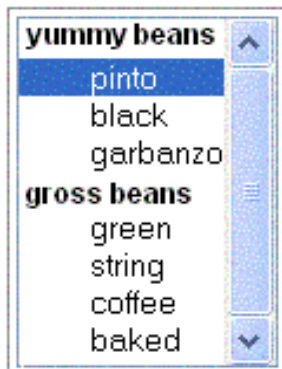 yummy beans
pinto
black
garbanzo
gross beans
green
string
coffee
baked